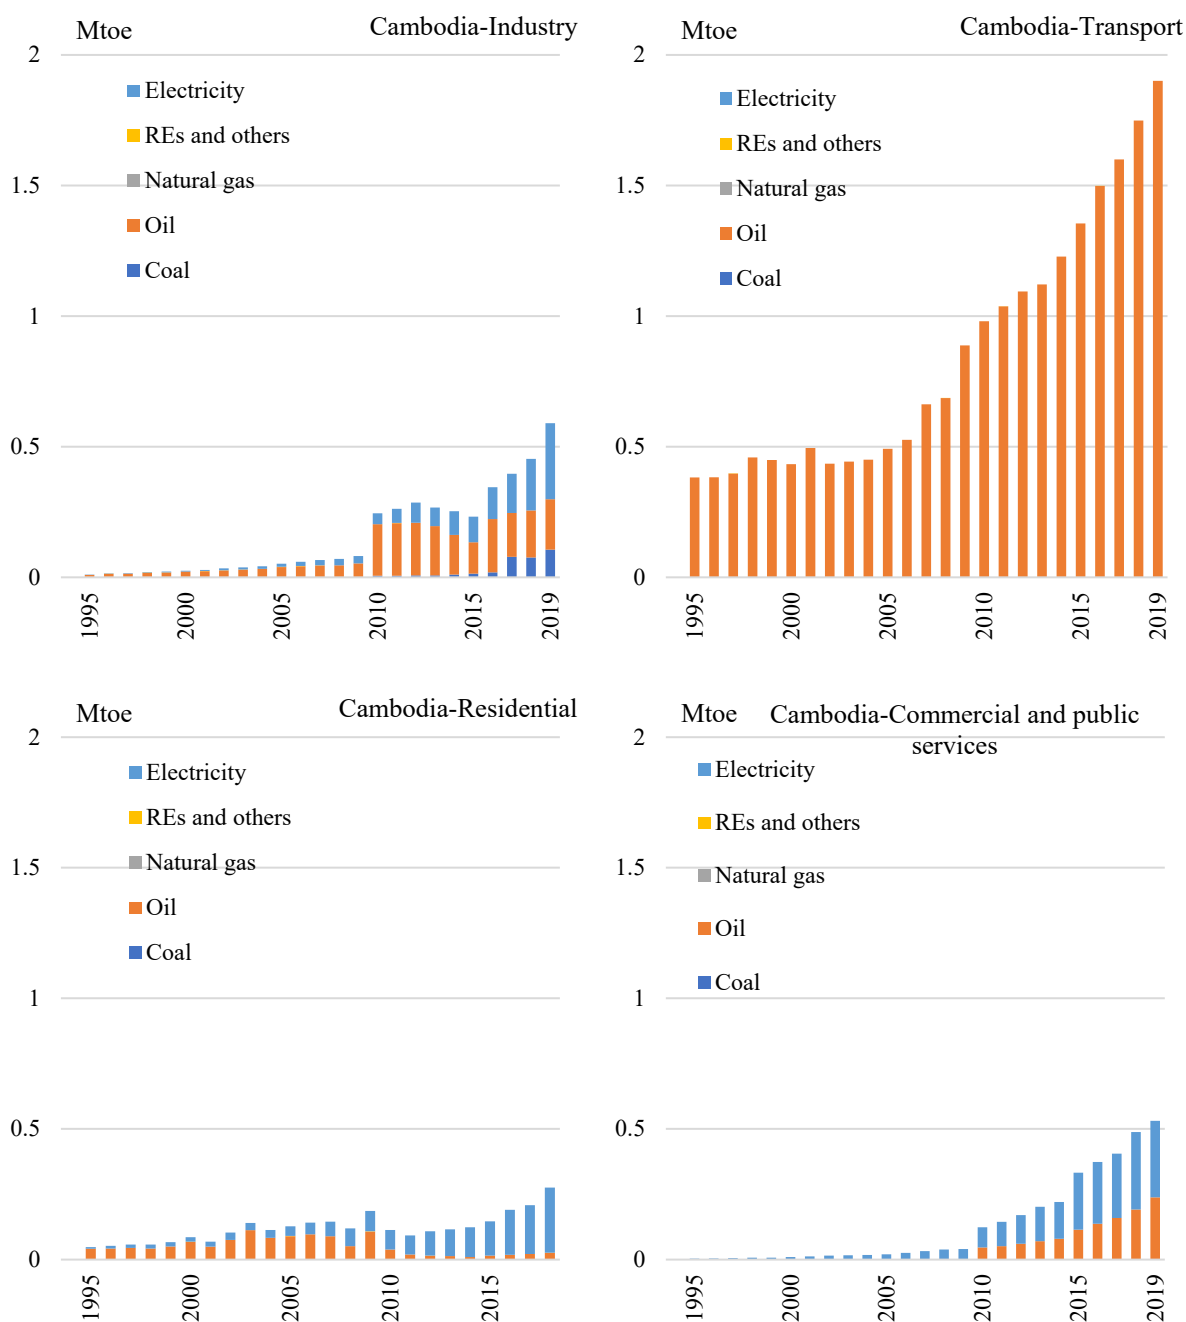 Mtoe
Cambodia-Industry
2
1.5
1
0.5
0
Electricity
REs and others
Natural gas
Oil
Coal
1995
2000
2005
2010
2015
2019
Mtoe
Cambodia-Transport
2
1.5
1
0.5
0
Electricity
REs and others
Natural gas
Oil
Coal
1995
2000
2005
2010
2015
2019
Mtoe
Cambodia-Residential
2
1.5
1
0.5
0
Electricity
REs and others
Natural gas
Oil
Coal
1995
2000
2005
2010
2015
Mtoe
Cambodia-Commercial and public
services
2
1.5
1
0.5
0
Electricity
REs and others
Natural gas
Oil
Coal
1995
2000
2005
2010
2015
2019